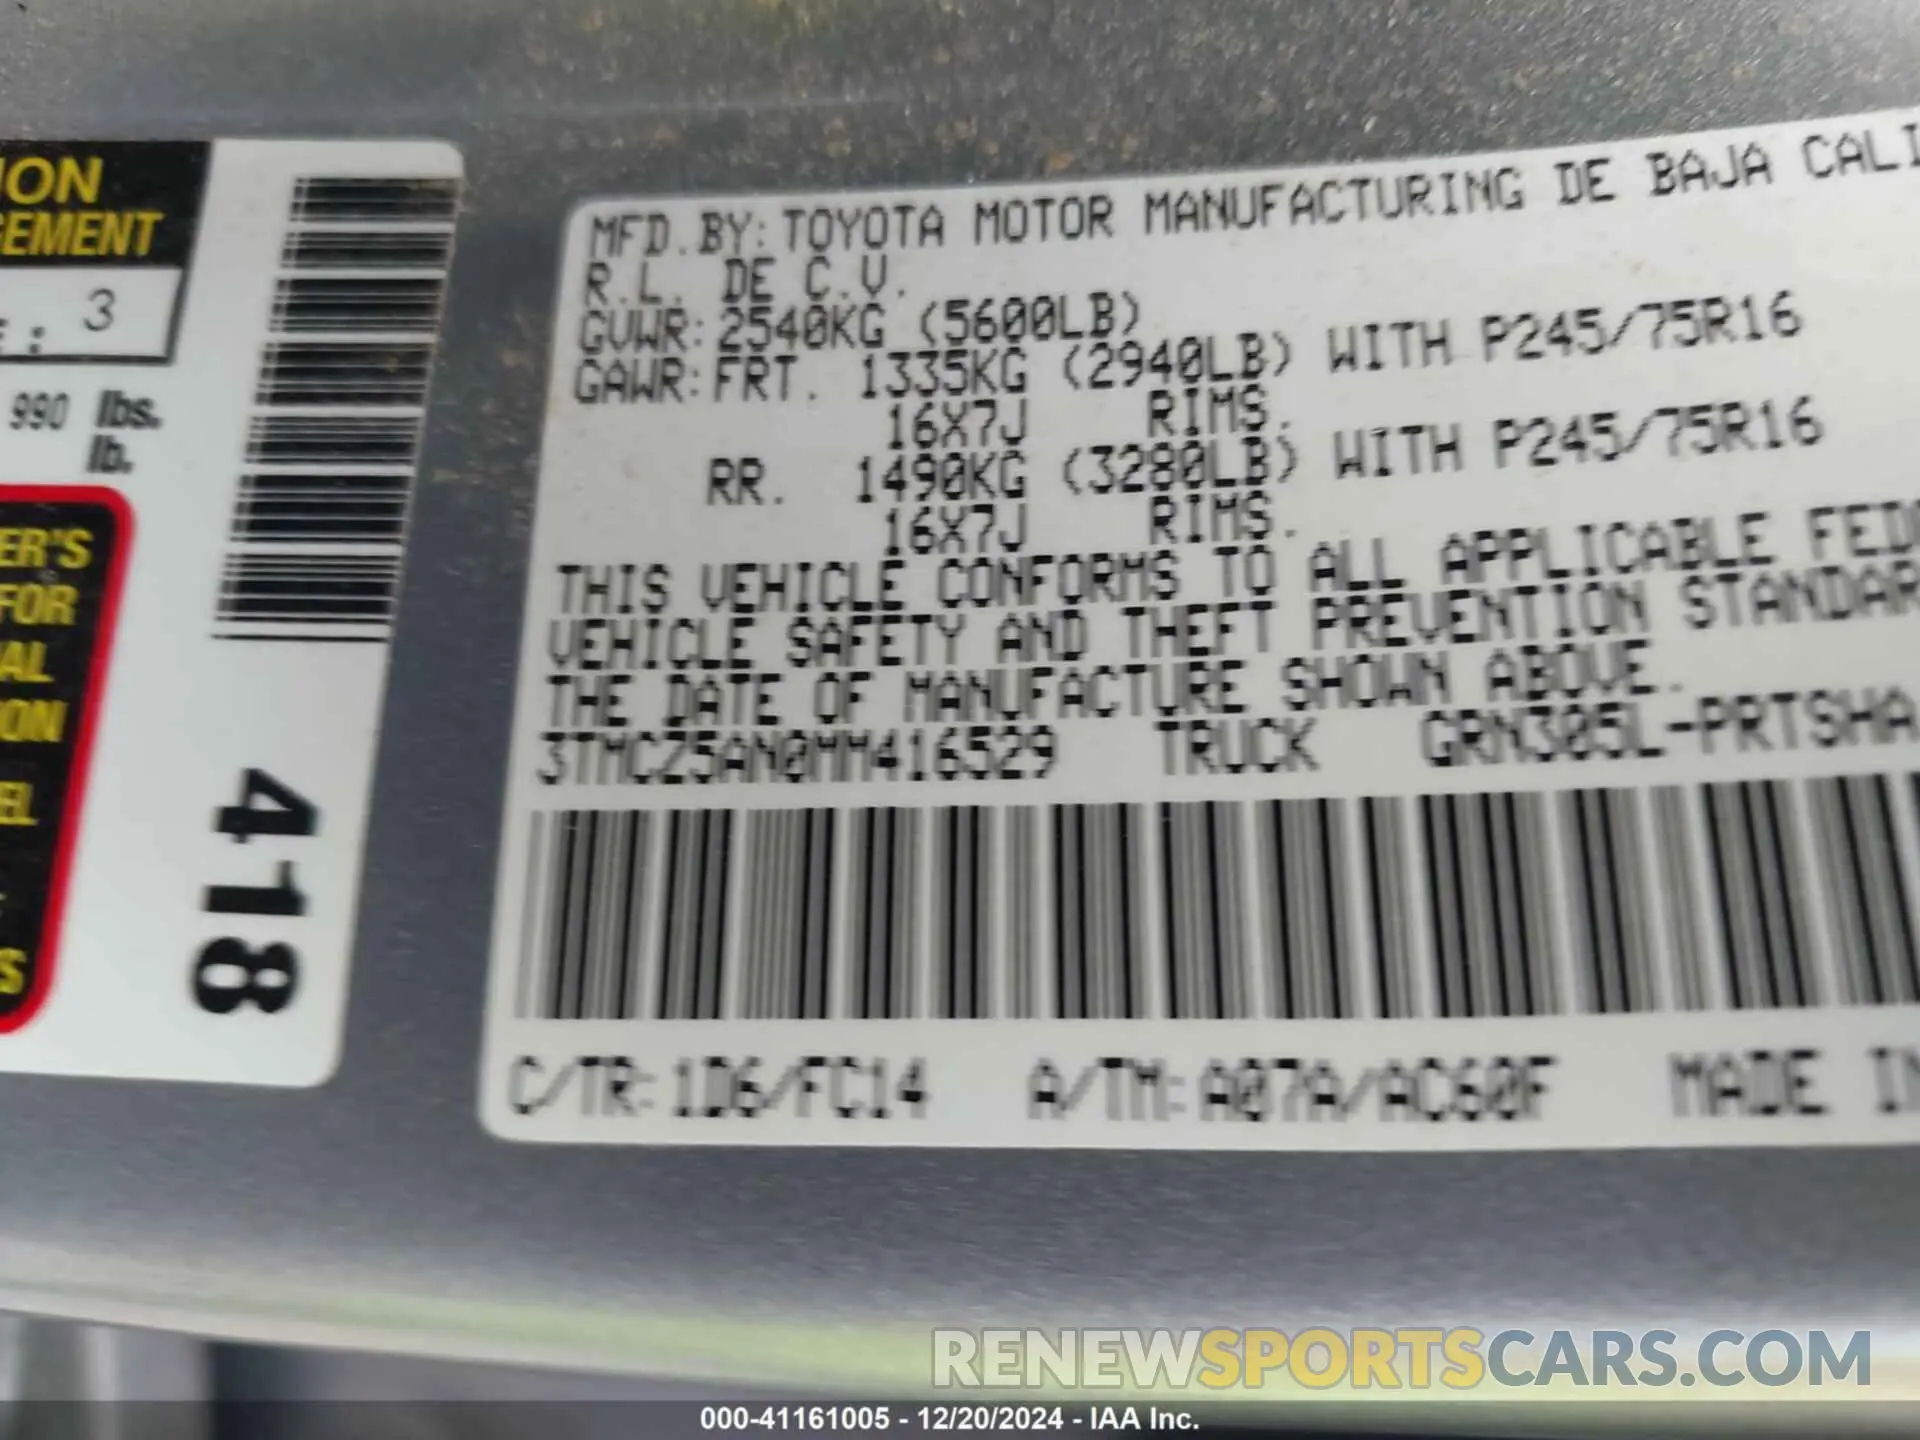 ION
GEMENT
E: 3
990 lbs.
lb.
ER'S
FOR
AL
ION
EL
S
418
MFD.BY:TOYOTA MOTOR MANUFACTURING DE BAJA CALI
R.L. DE C.V.
GVWR:2540KG (5600LB)
GAWR:FRT. 1335KG (2940LB) WITH P245/75R16
16X7J RIMS.
RR. 1490KG (3280LB) WITH P245/75R16
16X7J RIMS.
THIS VEHICLE CONFORMS TO ALL APPLICABLE FEDE
VEHICLE SAFETY AND THEFT PREVENTION STANDAR
THE DATE OF MANUFACTURE SHOWN ABOVE.
3TMCZ5AN0MM416529 TRUCK GRN305L-PRTSHA
C/TR:1D6/FC14 A/TM:A07A/AC60F MADE IN
RENEWSPORTSCARS.COM
000-41161005 - 12/20/2024 - IAA Inc.